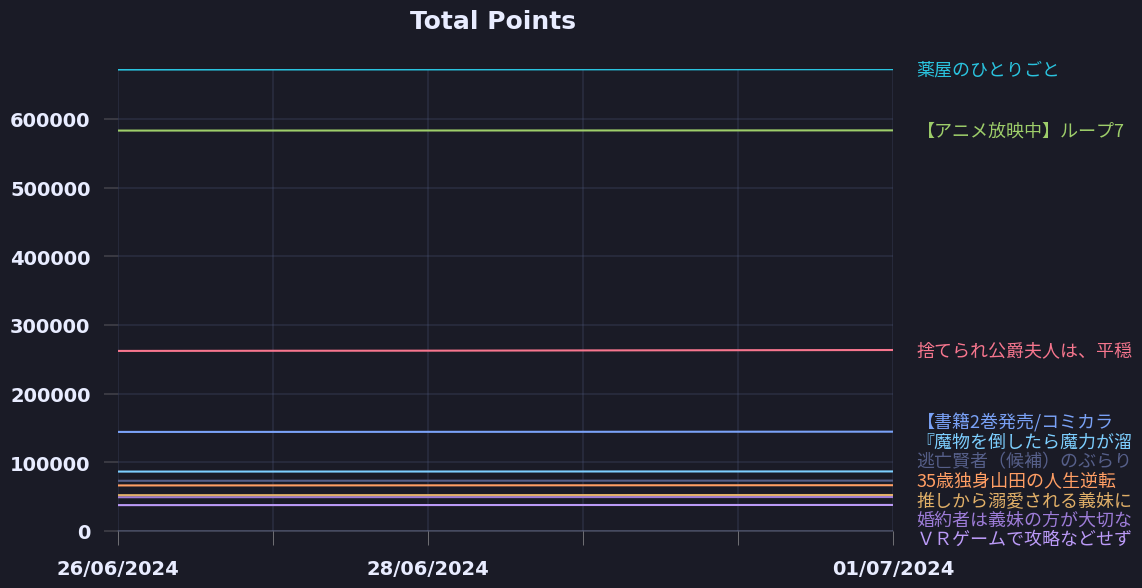 Total Points
薬屋のひとりごと
600000
【アニメ放映中】ループ7
500000
400000
300000
捨てられ公爵夫人は、平穏
200000
【書籍2巻発売/コミカラ
『魔物を倒したら魔力が溜
100000
逃亡賢者（候補）のぶらり
35歳独身山田の人生逆転
推しから溺愛される義妹に
婚約者は義妹の方が大切な
0
ＶＲゲームで攻略などせず
26/06/2024
28/06/2024
01/07/2024